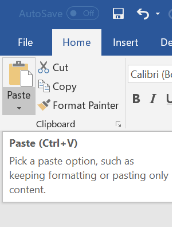 AutoSave Off
File Home Insert D
Cut
Calibri (Bo
Copy
Paste
Format Painter
B I
Clipboard
Paste (Ctrl+V)
Pick a paste option, such as
keeping formatting or pasting only
content.